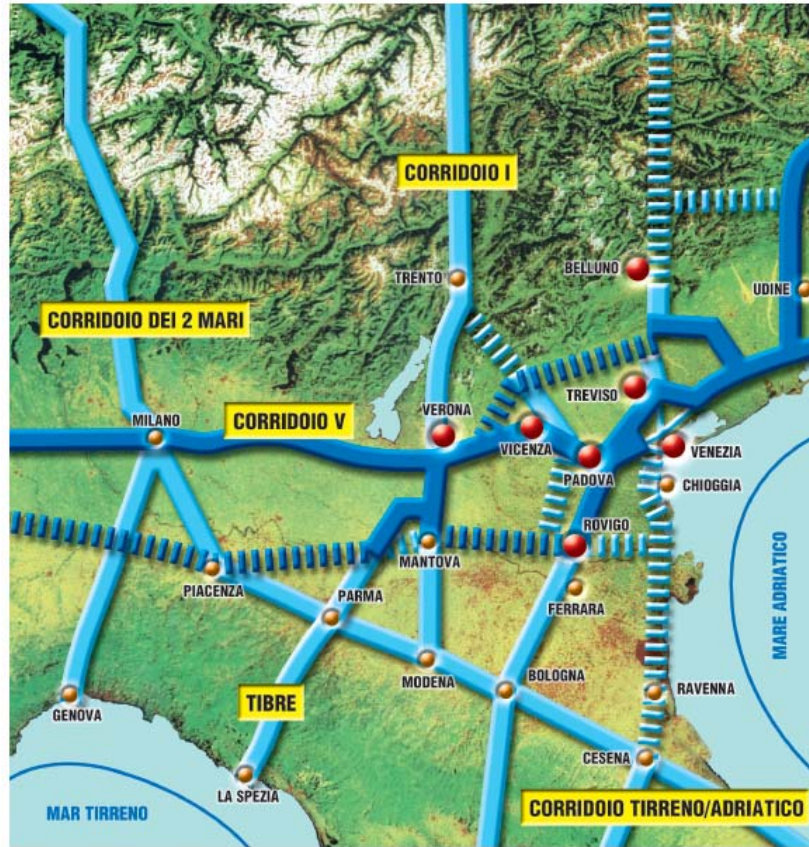 CORRIDOIO I
TRENTO
BELLUNO
UDINE
CORRIDOIO DEI 2 MARI
TREVISO
CORRIDOIO V
VERONA
MILANO
VICENZA
VENEZIA
PADOVA
CHIOGGIA
ROVIGO
MANTOVA
PIACENZA
PARMA
FERRARA
MARE ADRIATICO
MODENA
BOLOGNA
RAVENNA
TIBRE
GENOVA
CESENA
LA SPEZIA
MAR TIRRENO
CORRIDOIO TIRRENO/ADRIATICO